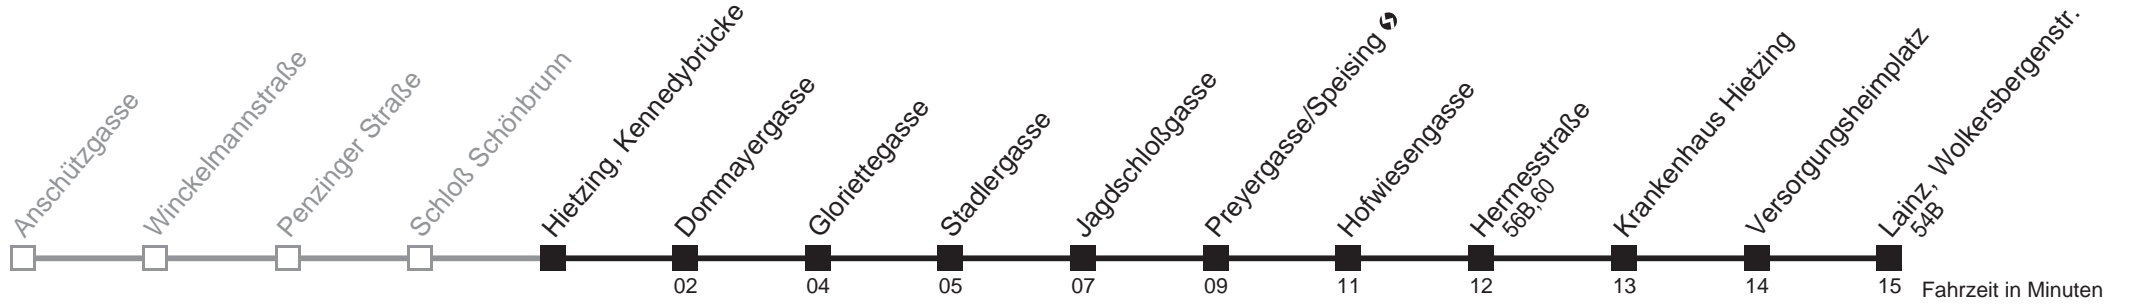 Anschützgasse
Winckelmannstraße
Penzinger Straße
Schloß Schönbrunn
Hietzing, Kennedybrücke
Dommayergasse
Gloriettegasse
Stadlergasse
Jagdschloßgasse
Preyergasse/Speising
Hofwiesengasse
Hermesstraße
56B,60
Krankenhaus Hietzing
Versorgungsheimplatz
Lainz, Wolkersbergenstr.
54B
02 04 05 07 09 11 12 13 14 15 Fahrzeit in Minuten